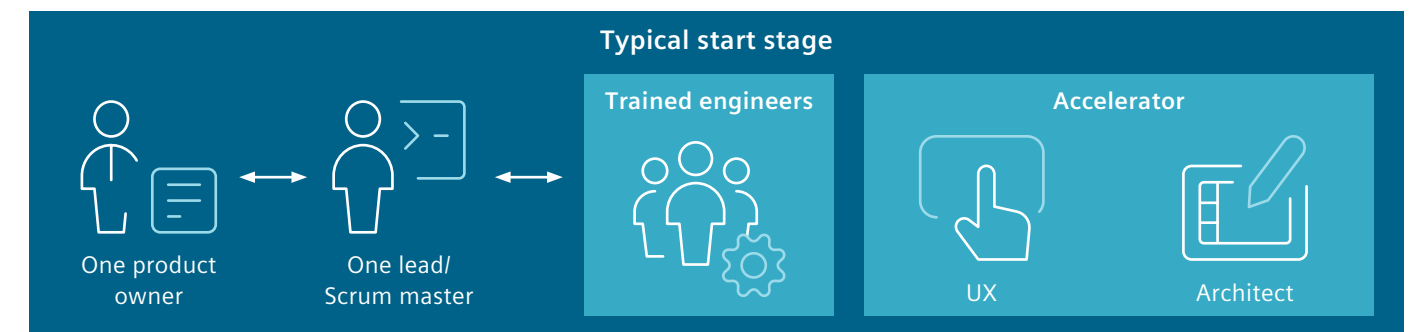 Typical start stage
Trained engineers
Accelerator
One product
owner
One lead/
Scrum master
UX
Architect